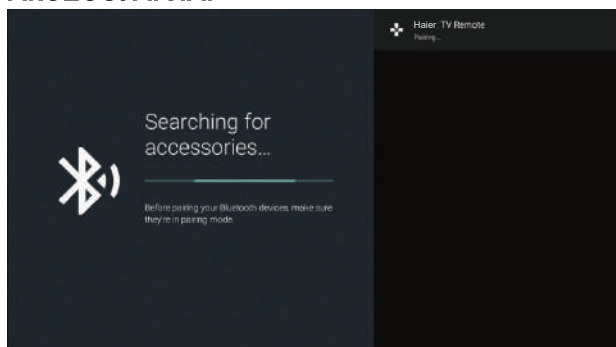 Haier TV Remote
Pairing...
Searching for
accessories...
Before pairing your Bluetooth devices, make sure
they're in pairing mode.